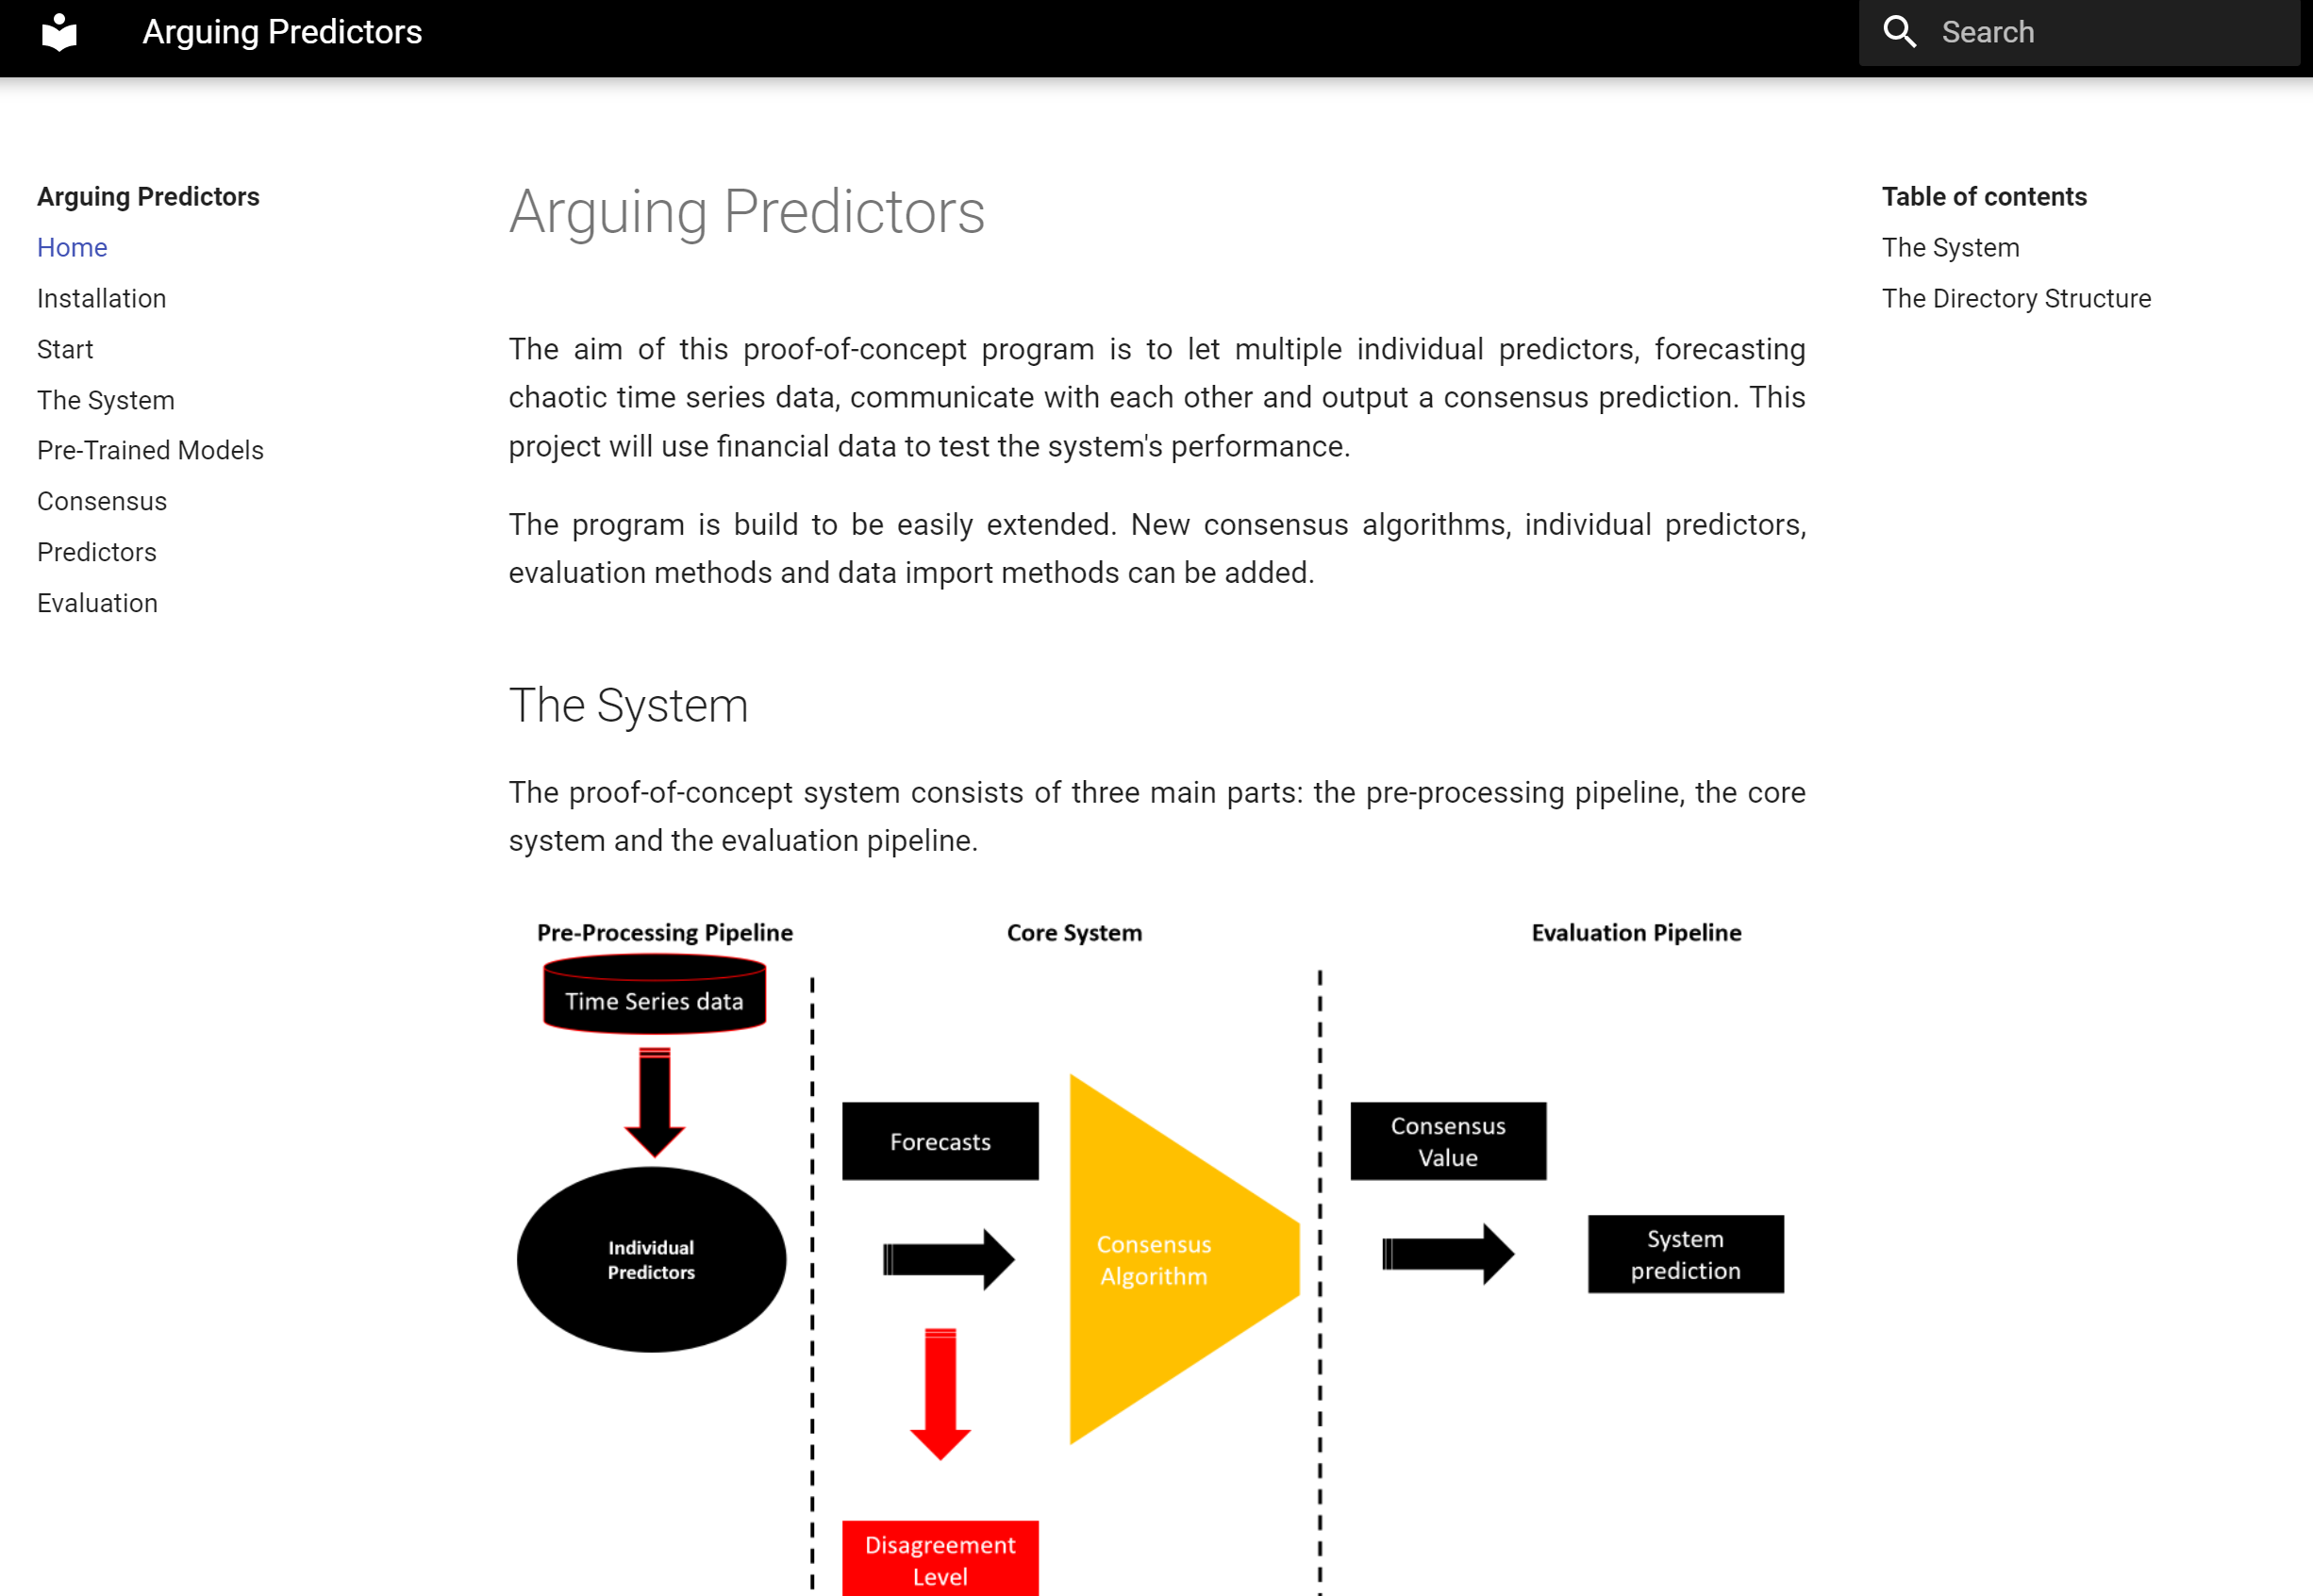 Arguing Predictors
Search
Arguing Predictors
Home
Installation
Start
The System
Pre-Trained Models
Consensus
Predictors
Evaluation
Arguing Predictors
The aim of this proof-of-concept program is to let multiple individual predictors, forecasting
chaotic time series data, communicate with each other and output a consensus prediction. This
project will use financial data to test the system's performance.
The program is build to be easily extended. New consensus algorithms, individual predictors,
evaluation methods and data import methods can be added.
The System
The proof-of-concept system consists of three main parts: the pre-processing pipeline, the core
system and the evaluation pipeline.
Pre-Processing Pipeline
Time Series data
Individual
Predictors
Core System
Forecasts
Consensus
Algorithm
Disagreement
Level
Evaluation Pipeline
Consensus
Value
System
prediction
Table of contents
The System
The Directory Structure